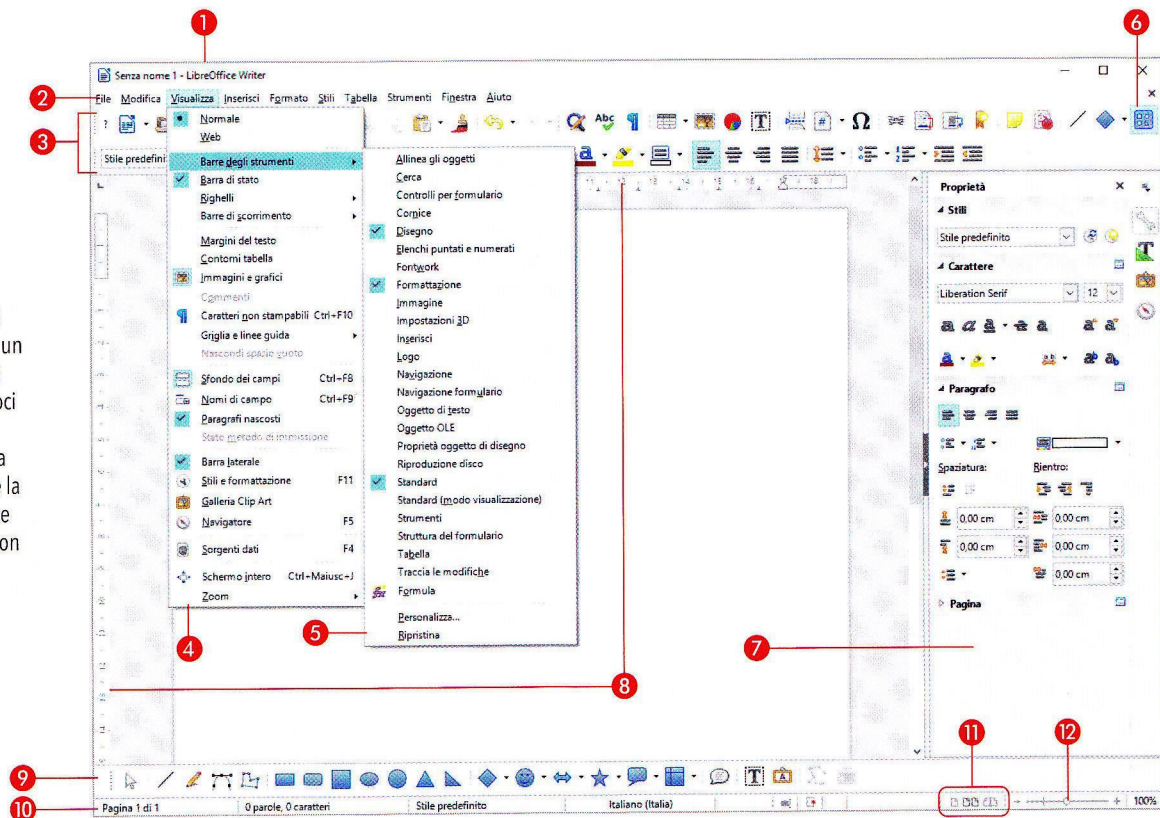 1
6
Senza nome 1 - LibreOffice Writer
2
File Modifica Visualizza Inserisci Formato Stili Tabella Strumenti Finestra Aiuto
3
Stile predefini
Normale
Web
Barre degli strumenti
Barra di stato
Righelli
Barre di scorrimento
Margini del testo
Contorni tabella
Immagini e grafici
Commenti
Caratteri non stampabili Ctrl+F10
Griglia e linee guida
Nascondi spazio vuoto
Sfondo dei campi Ctrl+F8
Nomi di campo Ctrl+F9
Paragrafi nascosti
Stato metodo di immissione
Barra laterale
Stili e formattazione F11
Galleria Clip Art
Navigatore F5
Sorgenti dati F4
Schermo intero Ctrl+Maiusc+J
Zoom
4
Allinea gli oggetti
Cerca
Controlli per formulario
Cornice
Disegno
Elenchi puntati e numerati
Fontwork
Formattazione
Immagine
Impostazioni 3D
Inserisci
Logo
Navigazione
Navigazione formulario
Oggetto di testo
Oggetto OLE
Proprietà oggetto di disegno
Riproduzione disco
Standard
Standard (modo visualizzazione)
Strumenti
Struttura del formulario
Tabella
Traccia le modifiche
Formula
Personalizza...
Ripristina
5
Proprietà
Stili
Stile predefinito
Carattere
Liberation Serif 12
Paragrafo
Spaziatura: Rientro:
0,00 cm 0,00 cm
0,00 cm 0,00 cm
0,00 cm
Pagina
7
8
un
oci
a
e la
e
on
11
12
9
10
Pagina 1 di 1 0 parole, 0 caratteri Stile predefinito Italiano (Italia) 100%